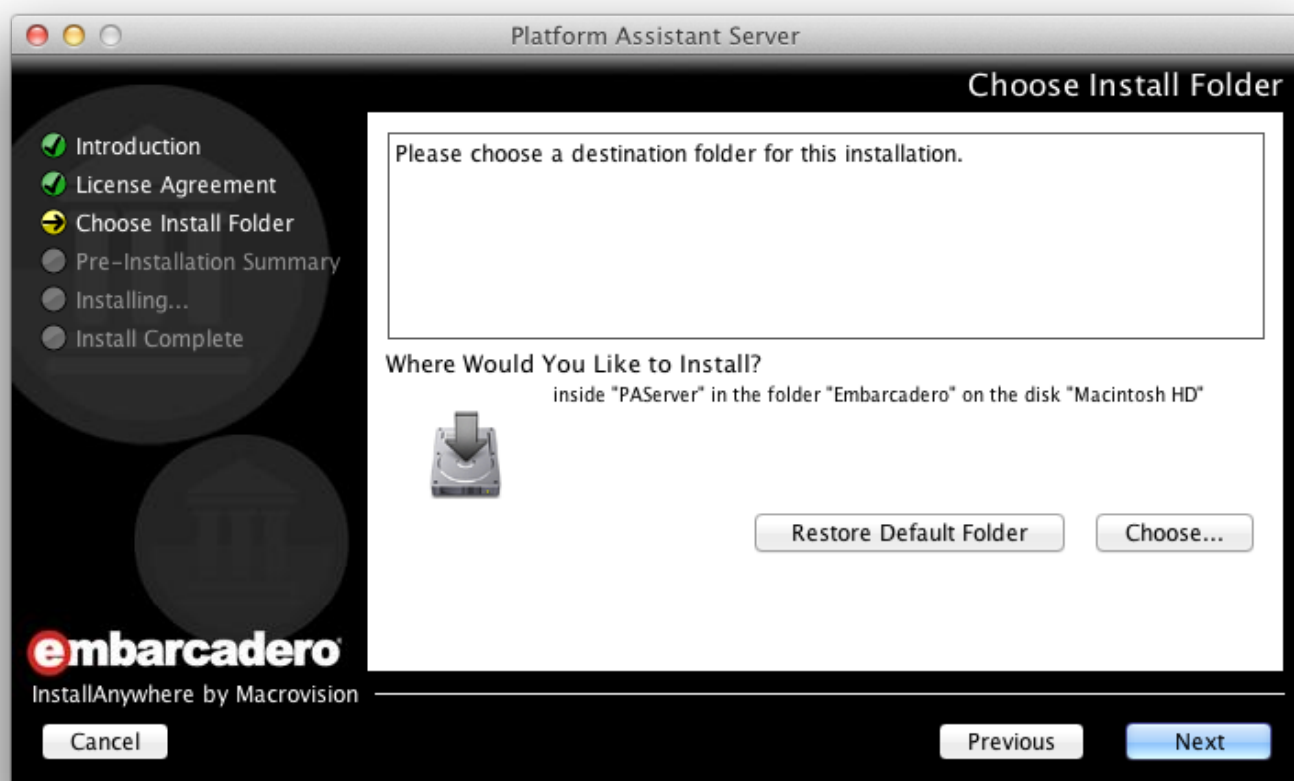 Platform Assistant Server
Choose Install Folder
Introduction
License Agreement
Choose Install Folder
Pre-Installation Summary
Installing...
Install Complete
Please choose a destination folder for this installation.
Where Would You Like to Install?
inside "PAServer" in the folder "Embarcadero" on the disk "Macintosh HD"
Restore Default Folder
Choose...
embarcadero
InstallAnywhere by Macrovision
Cancel
Previous
Next